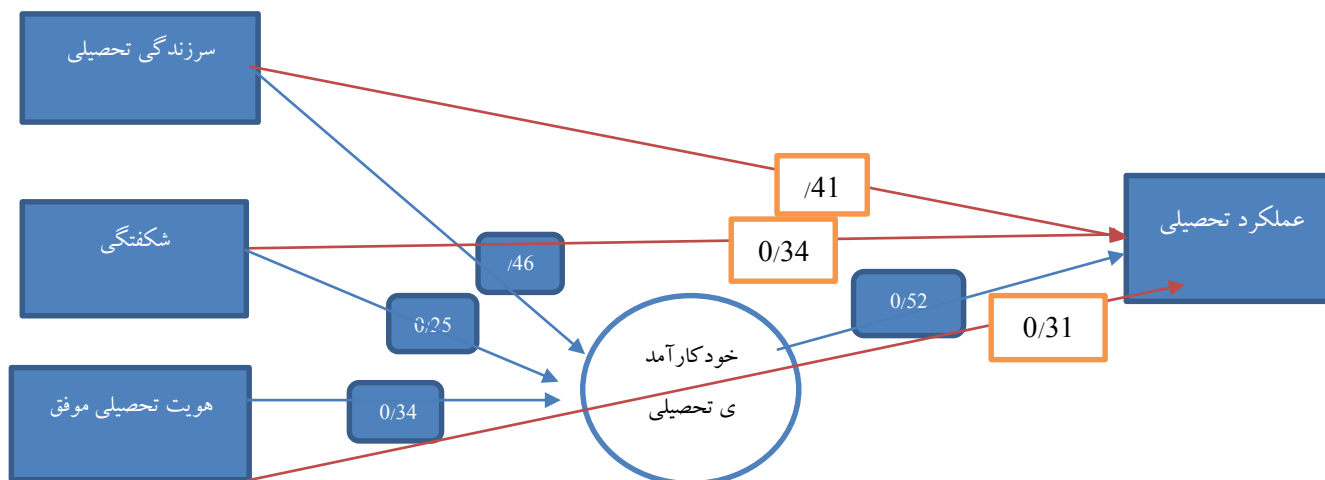 سرزندگی تحصیلی
/41
عملکرد تحصیلی
شکفتگی
0/34
/46
0/52
0/25
0/31
خودکارآمد
ی تحصیلی
هویت تحصیلی موفق
0/34